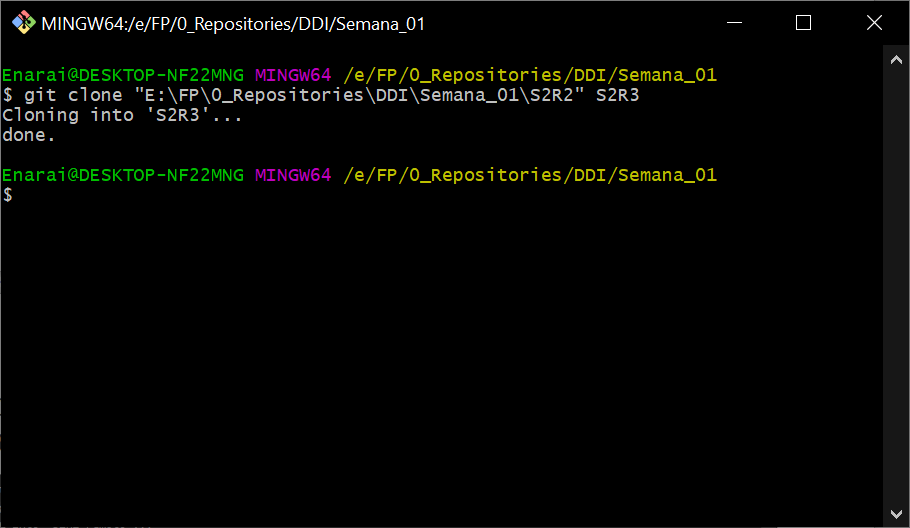 MINGW64:/e/FP/0_Repositories/DDI/Semana_01
Enarai@DESKTOP-NF22MNG MINGW64 /e/FP/0_Repositories/DDI/Semana_01
$ git clone "E:\FP\0_Repositories\DDI\Semana_01\S2R2" S2R3
Cloning into 'S2R3'...
done.
Enarai@DESKTOP-NF22MNG MINGW64 /e/FP/0_Repositories/DDI/Semana_01
$